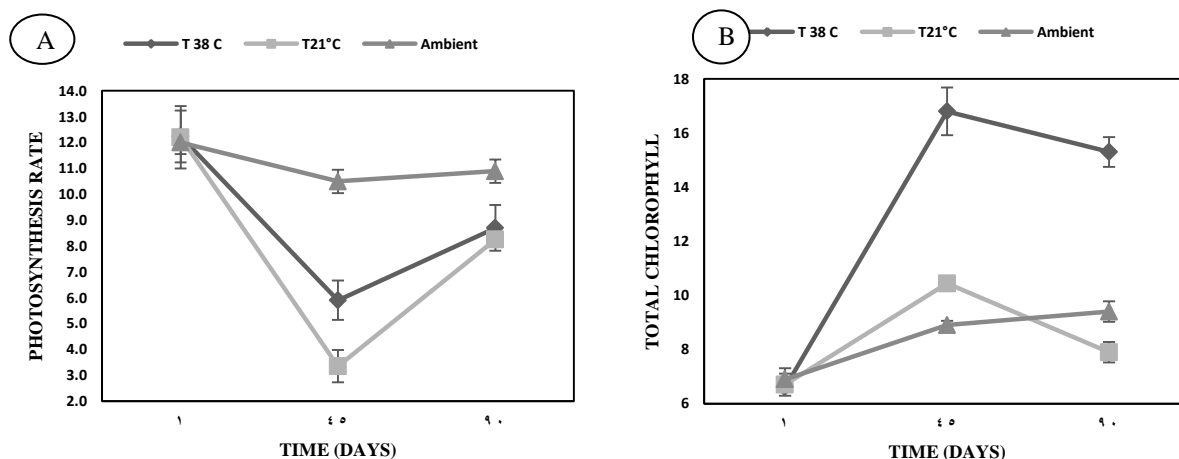 A
T 38 C T21°C Ambient
PHOTOSYNTHESIS RATE
14.0
13.0
12.0
11.0
10.0
9.0
8.0
7.0
6.0
5.0
4.0
3.0
2.0
١ ٤٥ ٩٠
TIME (DAYS)
B
T 38 C T21°C Ambient
TOTAL CHLOROPHYLL
18
16
14
12
10
8
6
١ ٤٥ ٩٠
TIME (DAYS)